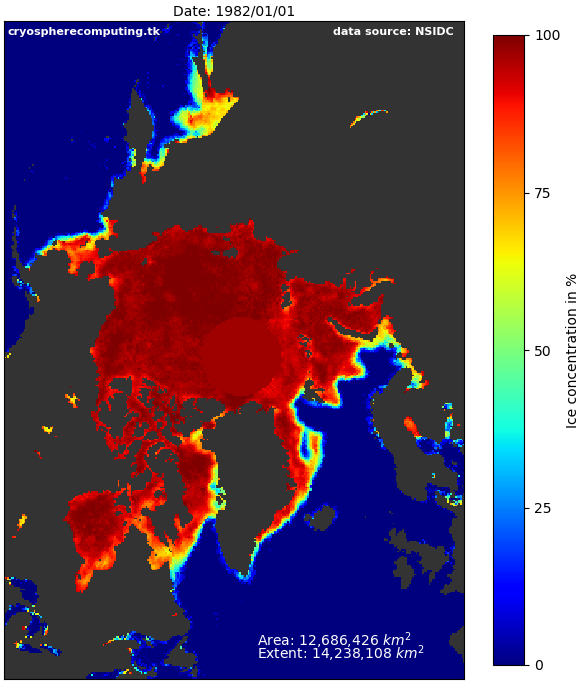 Date: 1982/01/01
cryospherecomputing.tk
data source: NSIDC
100
75
50
25
0
Ice concentration in %
Area: 12,686,426 km²
Extent: 14,238,108 km²